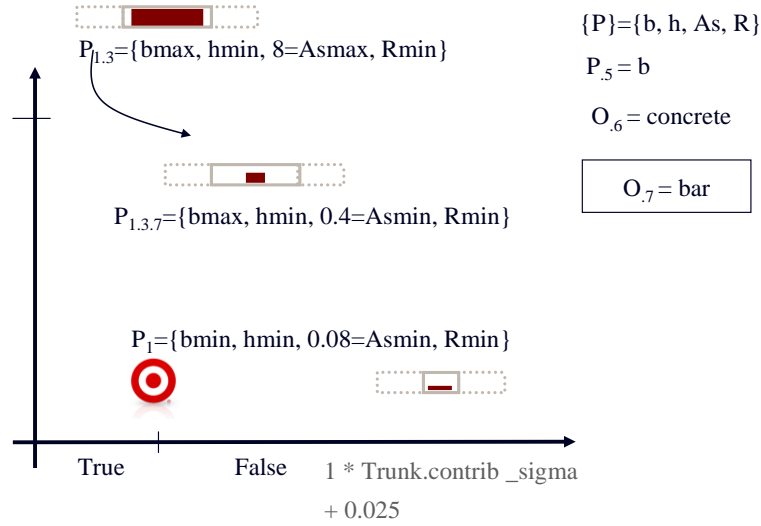 P1.3={bmax, hmin, 8=Asmax, Rmin}
{P}={b, h, As, R}
P.5 = b
O.6 = concrete
O.7 = bar
P1.3.7={bmax, hmin, 0.4=Asmin, Rmin}
P1={bmin, hmin, 0.08=Asmin, Rmin}
True
False
1 * Trunk.contrib _sigma
+ 0.025